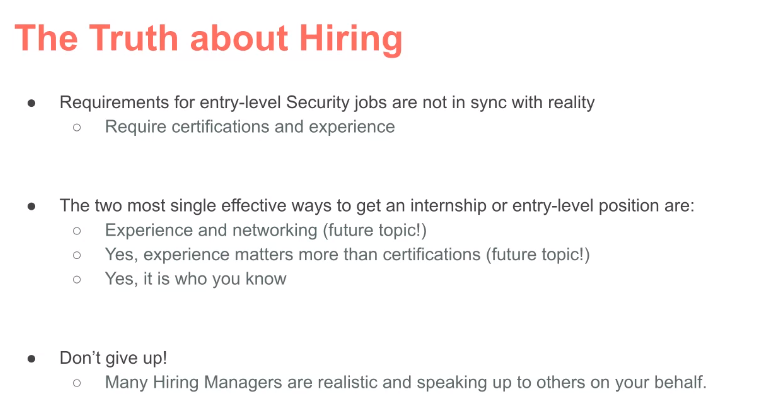 The Truth about Hiring
● Requirements for entry-level Security jobs are not in sync with reality
○ Require certifications and experience
● The two most single effective ways to get an internship or entry-level position are:
○ Experience and networking (future topic!)
○ Yes, experience matters more than certifications (future topic!)
○ Yes, it is who you know
● Don’t give up!
○ Many Hiring Managers are realistic and speaking up to others on your behalf.